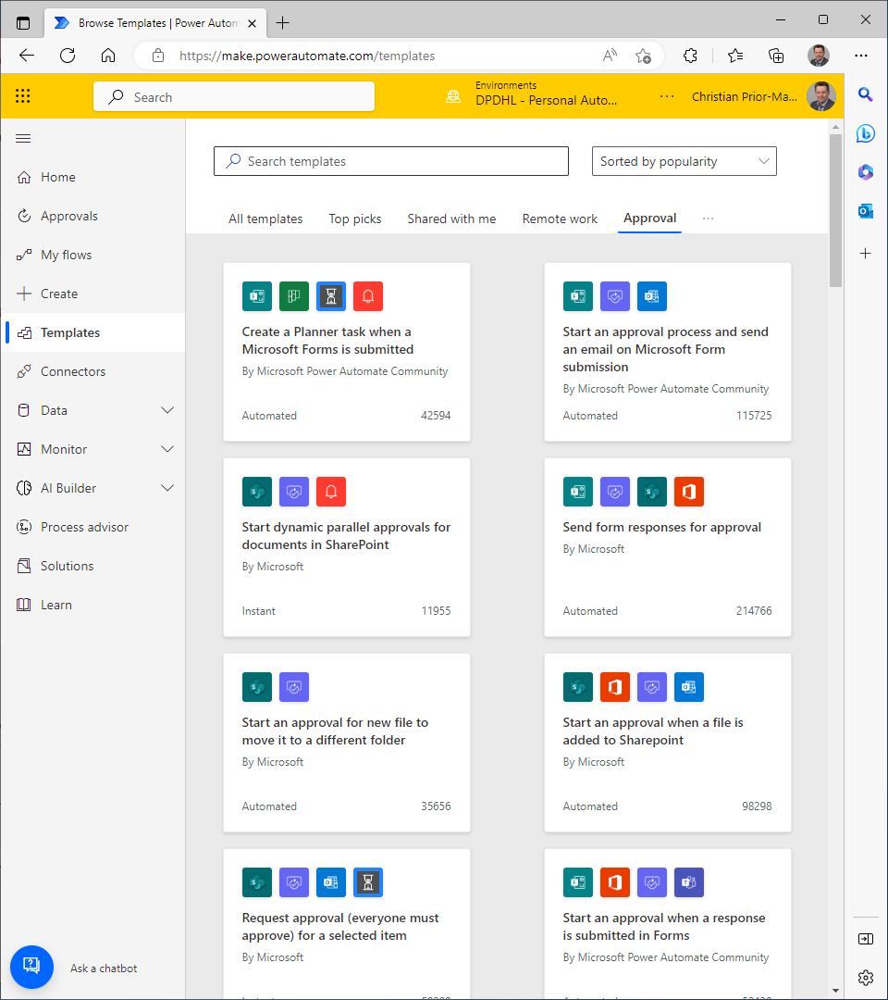 Browse Templates | Power Autom
https://make.powerautomate.com/templates
Search
Environments
DPDHL - Personal Auto...
Christian Prior-Ma...
Home
Approvals
My flows
Create
Templates
Connectors
Data
Monitor
AI Builder
Process advisor
Solutions
Learn
Ask a chatbot
Search templates
Sorted by popularity
All templates
Top picks
Shared with me
Remote work
Approval
Create a Planner task when a
Microsoft Forms is submitted
By Microsoft Power Automate Community
Automated
42594
Start an approval process and send
an email on Microsoft Form
submission
By Microsoft Power Automate Community
Automated
115725
Start dynamic parallel approvals for
documents in SharePoint
By Microsoft
Instant
11955
Send form responses for approval
By Microsoft
Automated
214766
Start an approval for new file to
move it to a different folder
By Microsoft
Automated
35656
Start an approval when a file is
added to Sharepoint
By Microsoft
Automated
98298
Request approval (everyone must
approve) for a selected item
By Microsoft
Start an approval when a response
is submitted in Forms
By Microsoft Power Automate Community